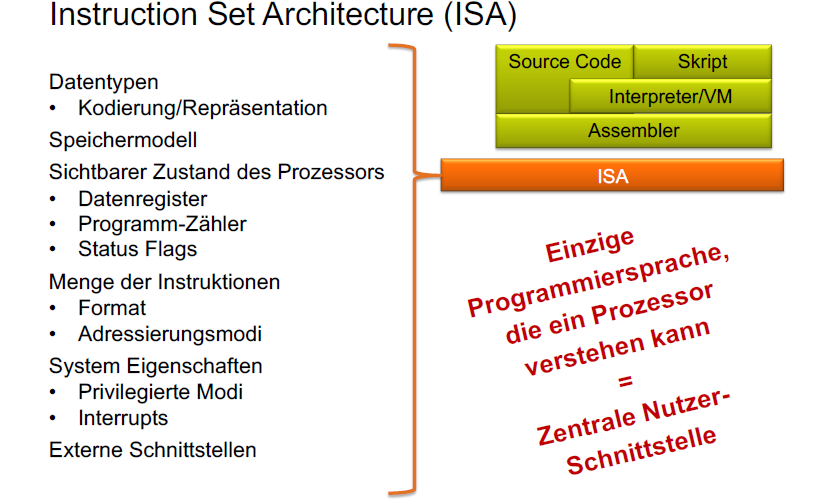 Instruction Set Architecture (ISA)
Datentypen
• Kodierung/Repräsentation
Speichermodell
Sichtbarer Zustand des Prozessors
• Datenregister
• Programm-Zähler
• Status Flags
Menge der Instruktionen
• Format
• Adressierungsmodi
System Eigenschaften
• Privilegierte Modi
• Interrupts
Externe Schnittstellen
Source Code
Skript
Interpreter/VM
Assembler
ISA
Einzige
Programmiersprache,
die ein Prozessor
verstehen kann
=
Zentrale Nutzer-
Schnittstelle